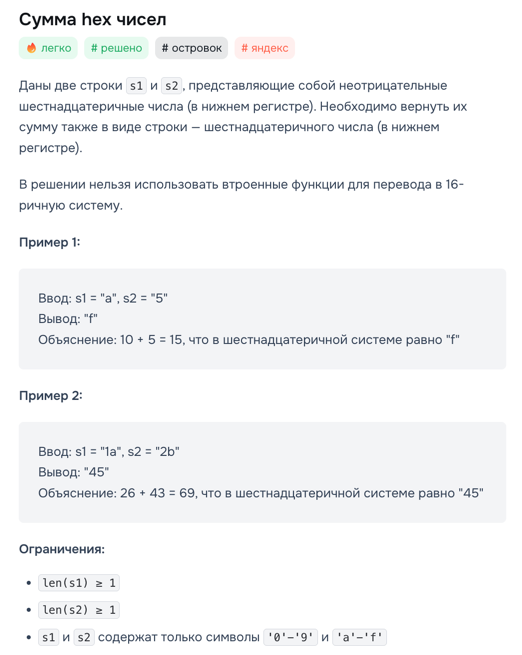 Сумма hex чисел
🔥 легко # решено # островок # яндекс
Даны две строки s1 и s2, представляющие собой неотрицательные
шестнадцатеричные числа (в нижнем регистре). Необходимо вернуть их
сумму также в виде строки — шестнадцатеричного числа (в нижнем
регистре).
В решении нельзя использовать втроенные функции для перевода в 16-
ричную систему.
Пример 1:
Ввод: s1 = "a", s2 = "5"
Вывод: "f"
Объяснение: 10 + 5 = 15, что в шестнадцатеричной системе равно "f"
Пример 2:
Ввод: s1 = "1a", s2 = "2b"
Вывод: "45"
Объяснение: 26 + 43 = 69, что в шестнадцатеричной системе равно "45"
Ограничения:
• len(s1) ≥ 1
• len(s2) ≥ 1
• s1 и s2 содержат только символы '0'–'9' и 'a'–'f'